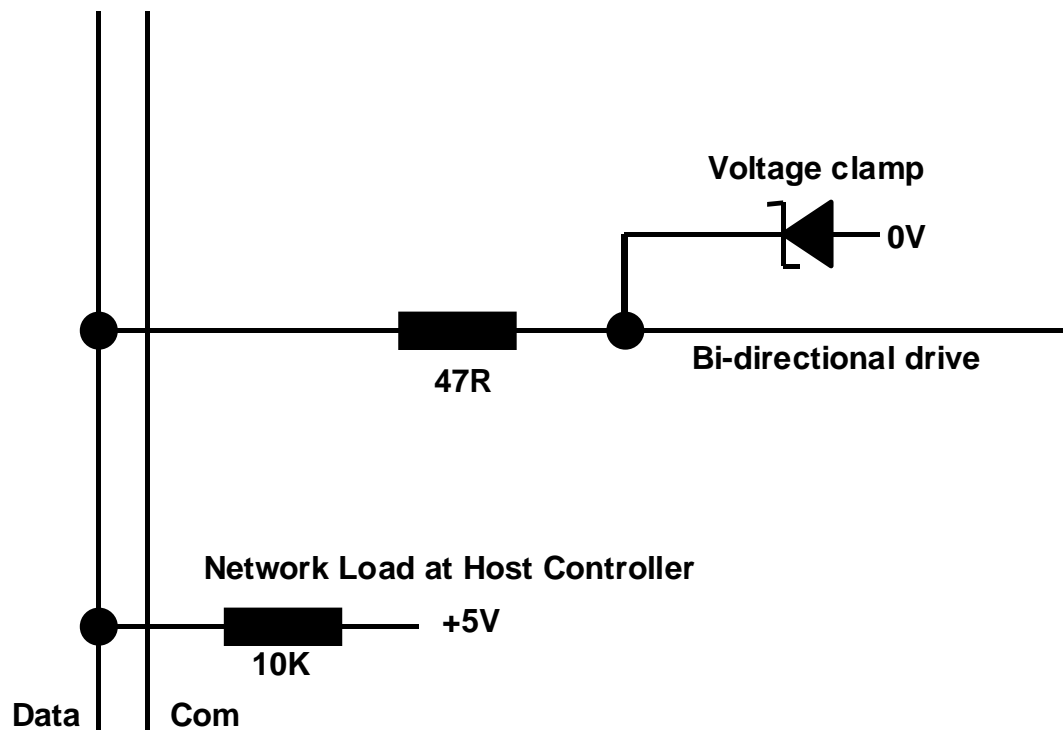 Voltage clamp
0V
47R
Bi-directional drive
Network Load at Host Controller
+5V
10K
Data
Com